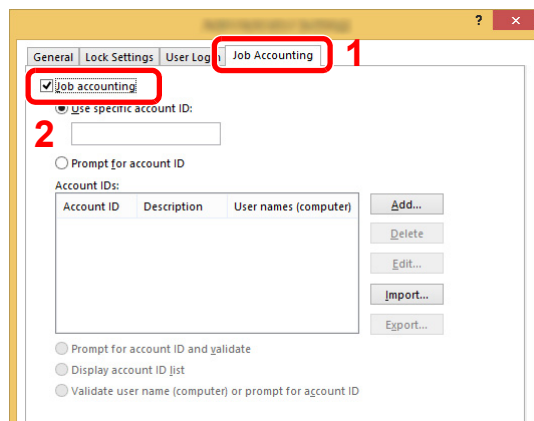 ?
General Lock Settings User Login Job Accounting 1
Job accounting
Use specific account ID:
2
Prompt for account ID
Account IDs:
Account ID Description User names (computer)
Add...
Delete
Edit...
Import...
Export...
Prompt for account ID and validate
Display account ID list
Validate user name (computer) or prompt for account ID